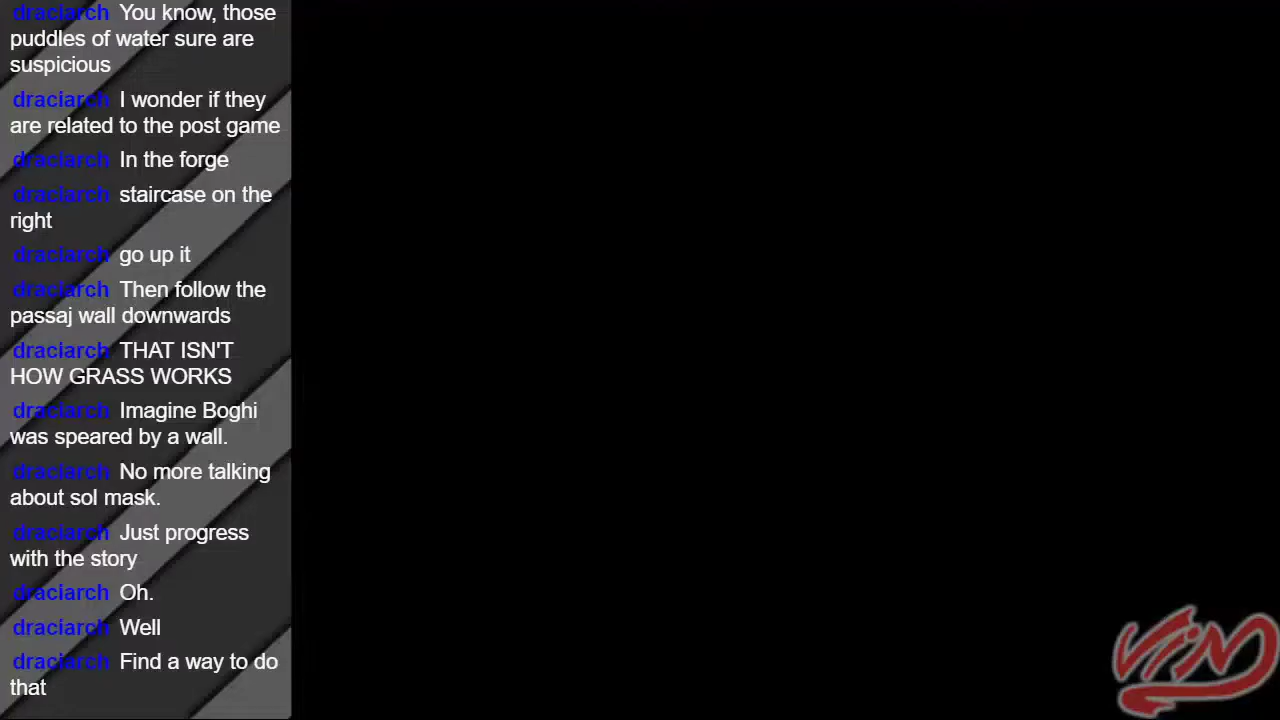 draciarch You know, those
puddles of water sure are
suspicious
draciarch I wonder if they
are related to the post game
draciarch In the forge
draciarch staircase on the
right
draciarch go up it
draciarch Then follow the
passaj wall downwards
draciarch THAT ISN'T
HOW GRASS WORKS
draciarch Imagine Boghi
was speared by a wall.
draciarch No more talking
about sol mask.
draciarch Just progress
with the story
draciarch Oh.
draciarch Well
draciarch Find a way to do
that